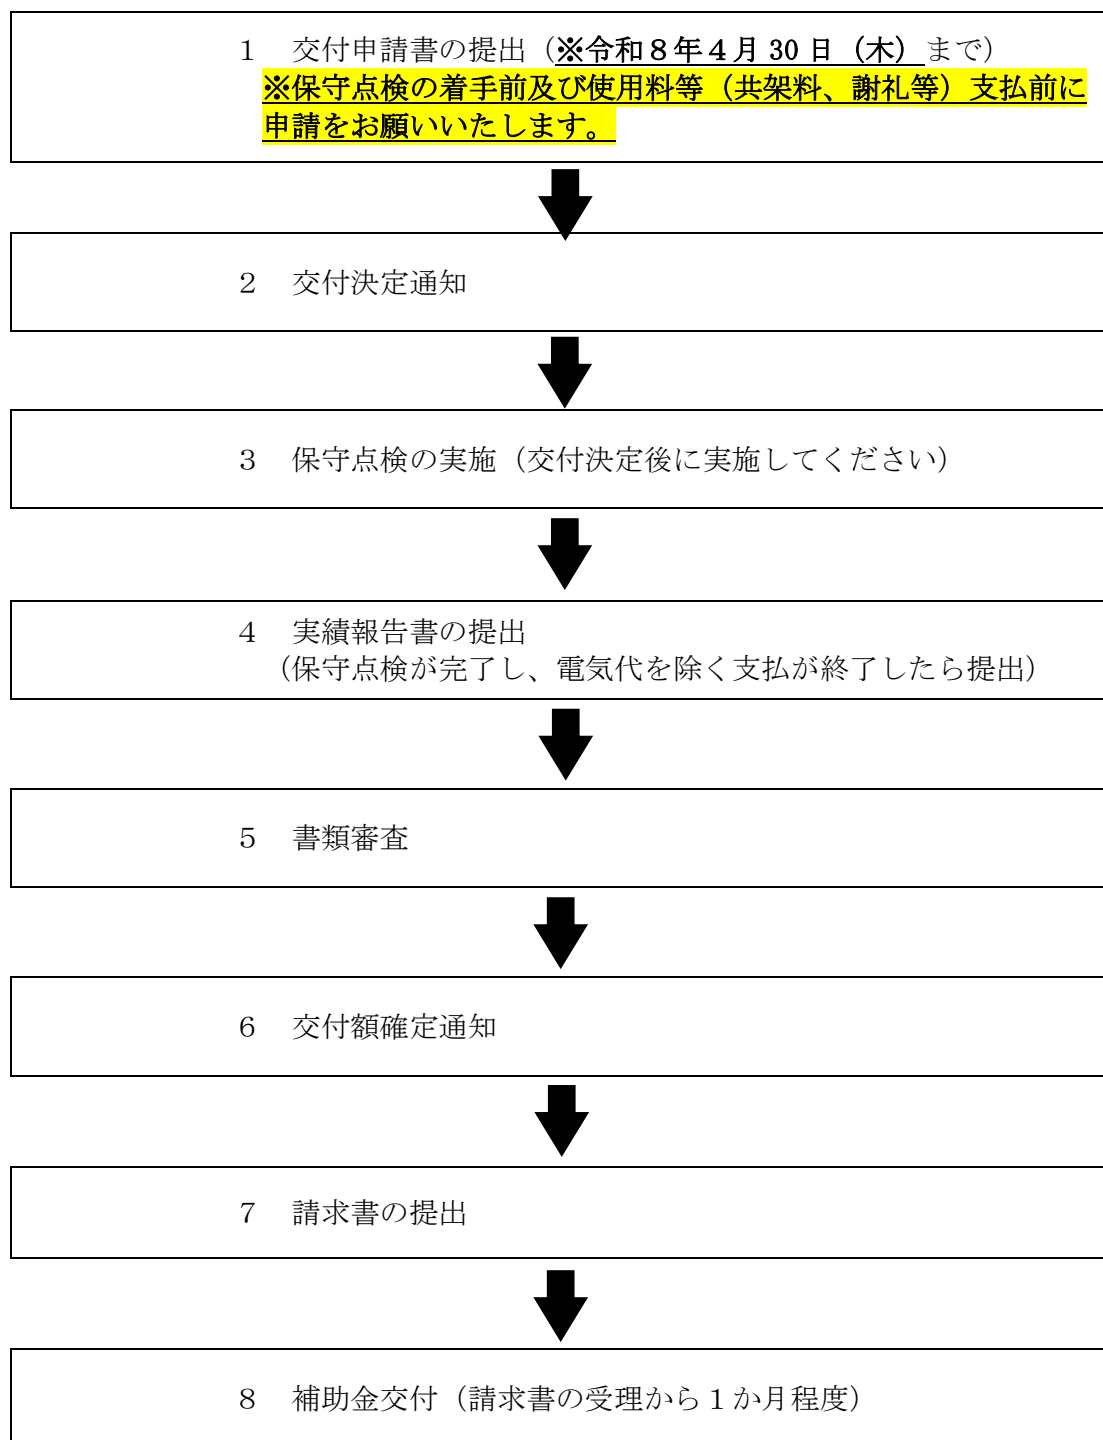 １　交付申請書の提出（※令和８年４月 30 日（木）まで）
※保守点検の着手前及び使用料等（共架料、謝礼等）支払前に
申請をお願いいたします。
２　交付決定通知
３　保守点検の実施（交付決定後に実施してください）
４　実績報告書の提出
（保守点検が完了し、電気代を除く支払が終了したら提出）
５　書類審査
６　交付額確定通知
７　請求書の提出
８　補助金交付（請求書の受理から１か月程度）